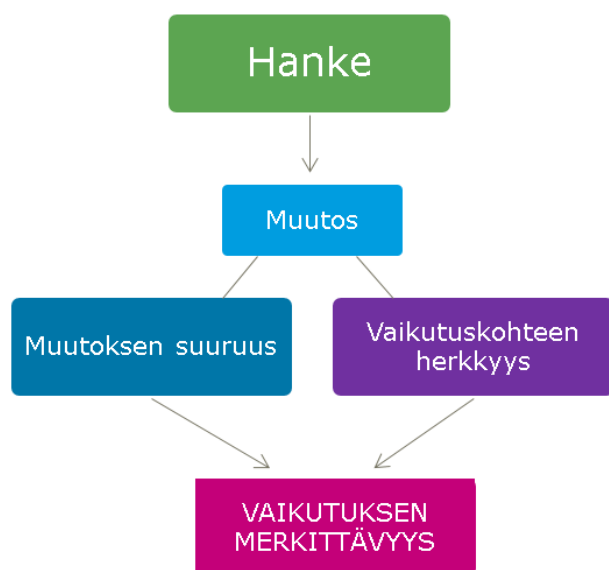 Hanke
Muutos
Muutoksen suuruus
Vaikutuskohteen
herkkyys
VAIKUTUKSEN
MERKITTÄVYYS